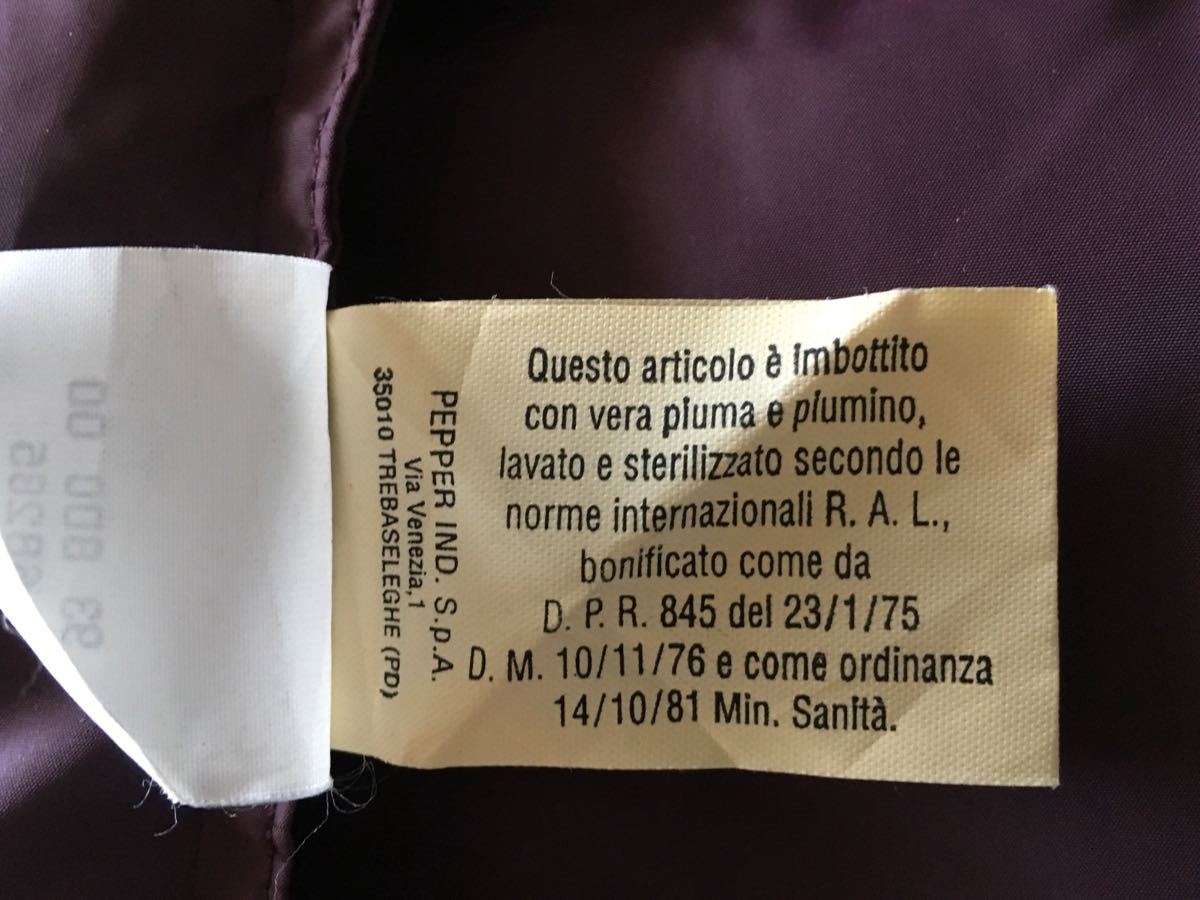 Questo articolo è imbottito
con vera piuma e piumino,
lavato e sterilizzato secondo le
norme internazionali R. A. L.,
bonificato come da
D. P. R. 845 del 23/1/75
D. M. 10/11/76 e come ordinanza
14/10/81 Min. Sanità.
PEPPER IND. S.p.A.
Via Venezia,1
35010 TREBASELEGHE (PD)